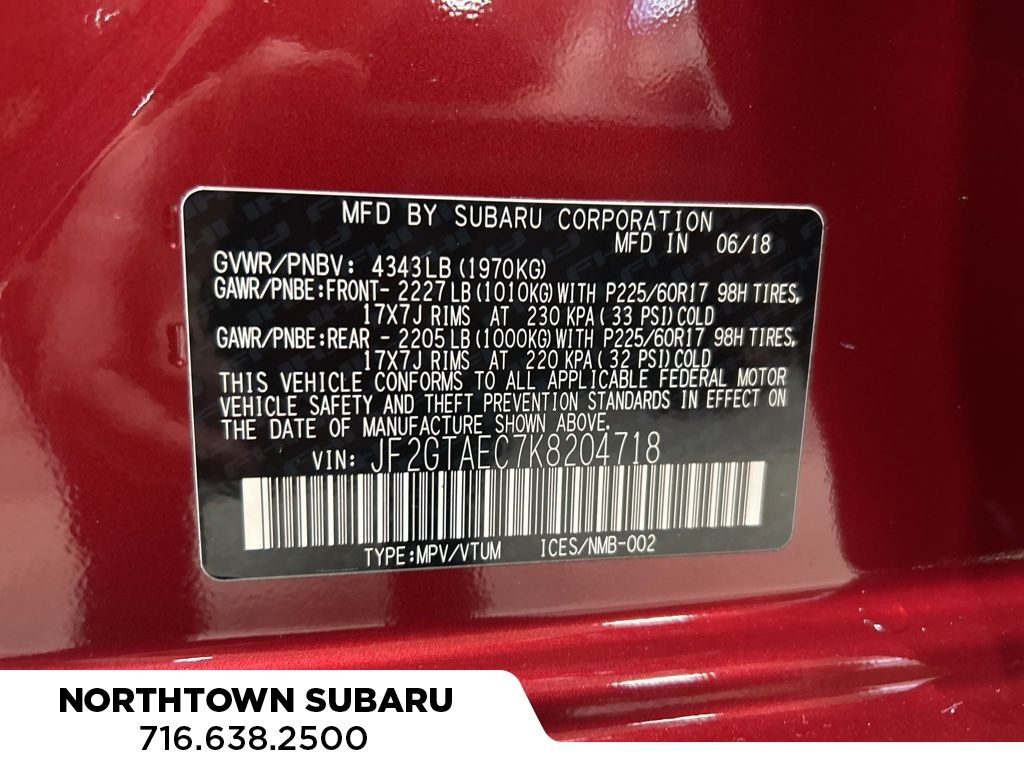 MFD BY SUBARU CORPORATION
MFD IN 06/18
GVWR/PNBV: 4343LB (1970KG)
GAWR/PNBE:FRONT- 2227LB (1010KG) WITH P225/60R17 98H TIRES,
17X7J RIMS AT 230 KPA( 33 PSI) COLD
GAWR/PNBE:REAR - 2205LB (1000KG) WITH P225/60R17 98H TIRES,
17X7J RIMS AT 220 KPA( 32 PSI) COLD
THIS VEHICLE CONFORMS TO ALL APPLICABLE FEDERAL MOTOR
VEHICLE SAFETY AND THEFT PREVENTION STANDARDS IN EFFECT ON
THE DATE OF MANUFACTURE SHOWN ABOVE.
VIN: JF2GTAEC7K8204718
TYPE:MPV/VTUM ICES/NMB-002
NORTHTOWN SUBARU
716.638.2500